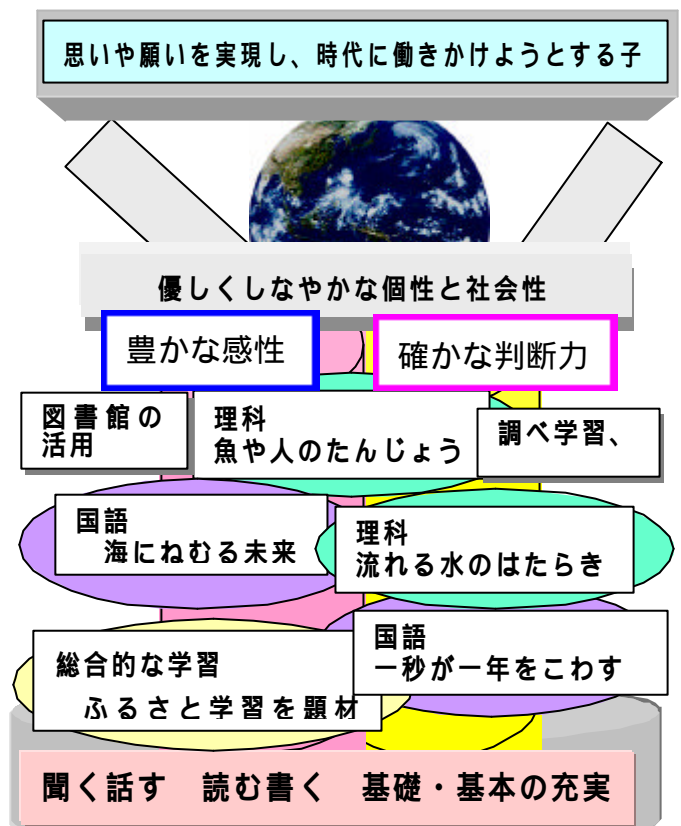 思いや願いを実現し、時代に働きかけようとする子
優しくしなやかな個性と社会性
豊かな感性
確かな判断力
図書館の
活用
理科
魚や人のたんじょう
調べ学習、
国語
海にねむる未来
理科
流れる水のはたらき
国語
一秒が一年をこわす
総合的な学習
ふるさと学習を題材
聞く話す 読む書く 基礎・基本の充実